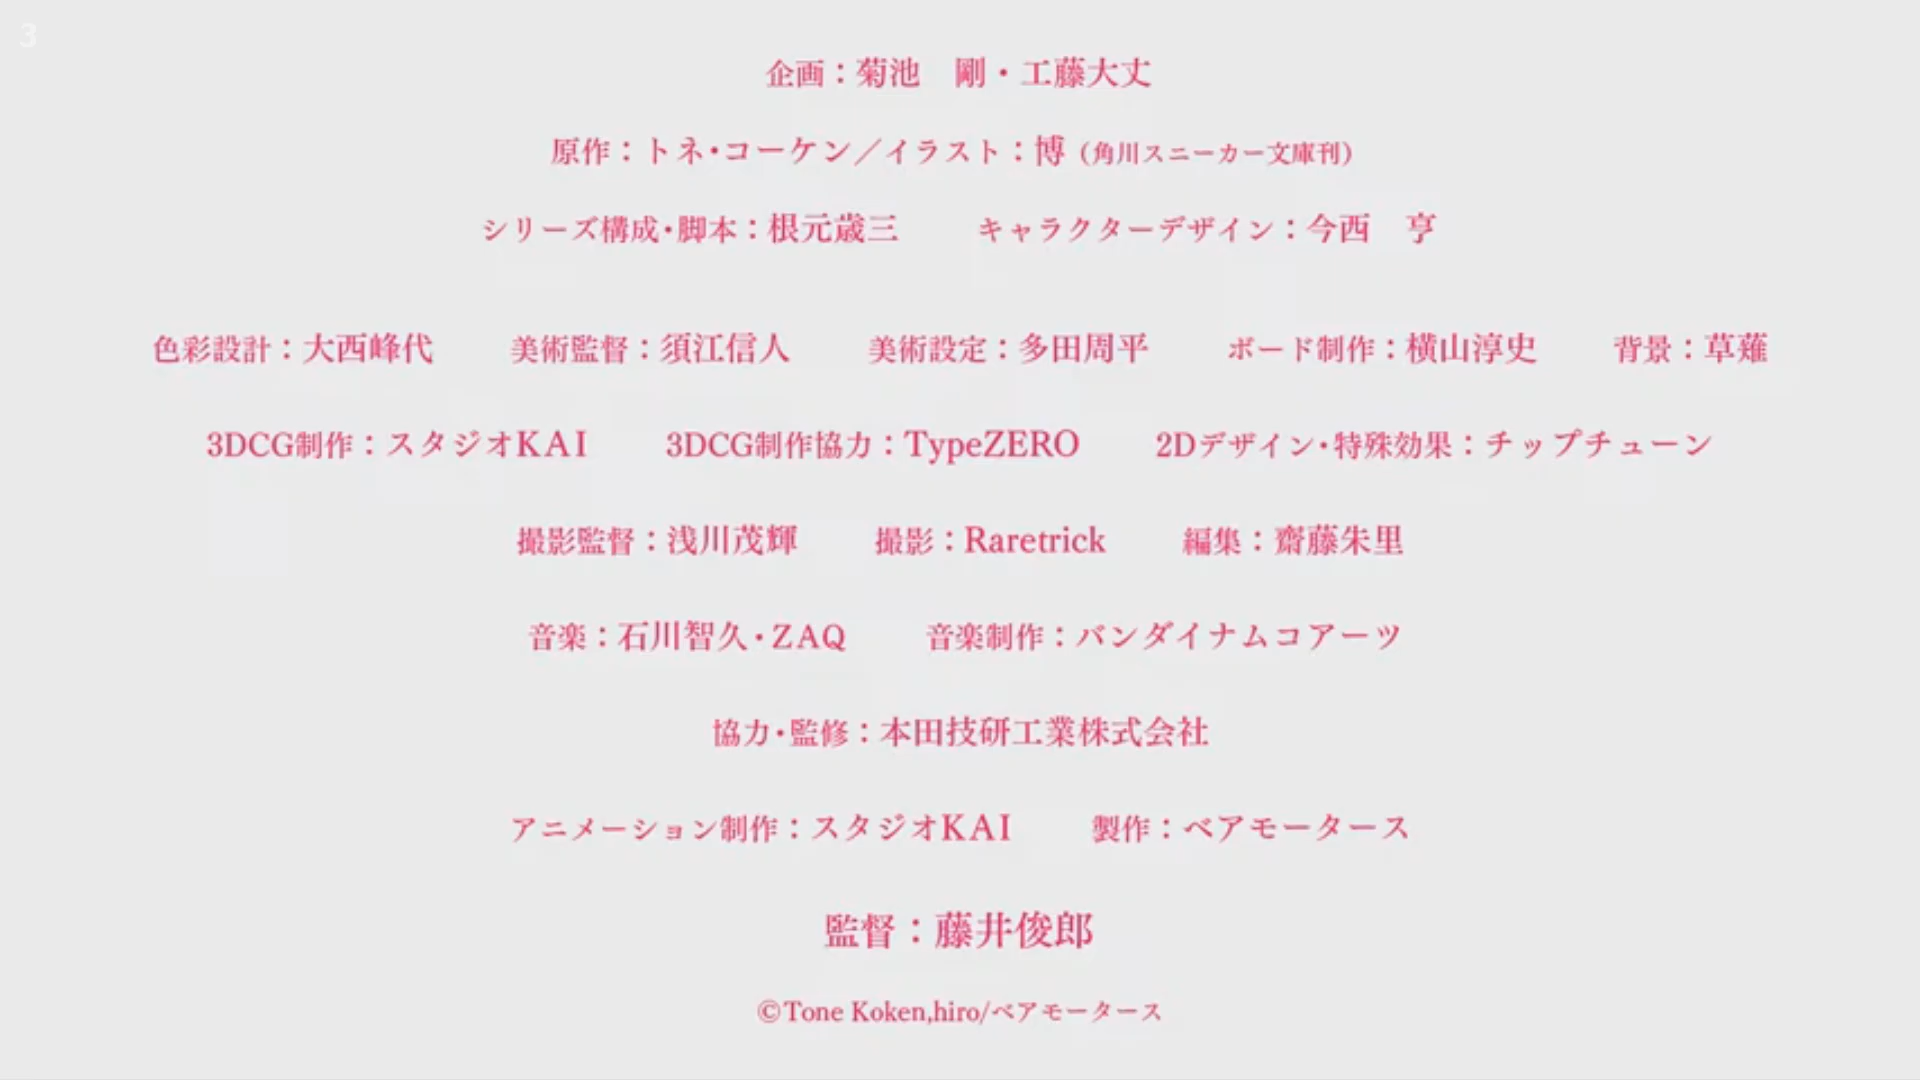 3
企画：菊池　剛・工藤大丈
原作：トネ・コーケン／イラスト：博（角川スニーカー文庫刊）
シリーズ構成・脚本：根元歳三　　キャラクターデザイン：今西　亨
色彩設計：大西峰代　　美術監督：須江信人　　美術設定：多田周平　　ボード制作：横山淳史　　背景：草薙
3DCG制作：スタジオKAI　　3DCG制作協力：TypeZERO　　2Dデザイン・特殊効果：チップチューン
撮影監督：浅川茂輝　　撮影：Raretrick　　編集：齋藤朱里
音楽：石川智久・ZAQ　　音楽制作：バンダイナムコアーツ
協力・監修：本田技研工業株式会社
アニメーション制作：スタジオKAI　　製作：ベアモータース
監督：藤井俊郎
©Tone Koken,hiro/ベアモータース